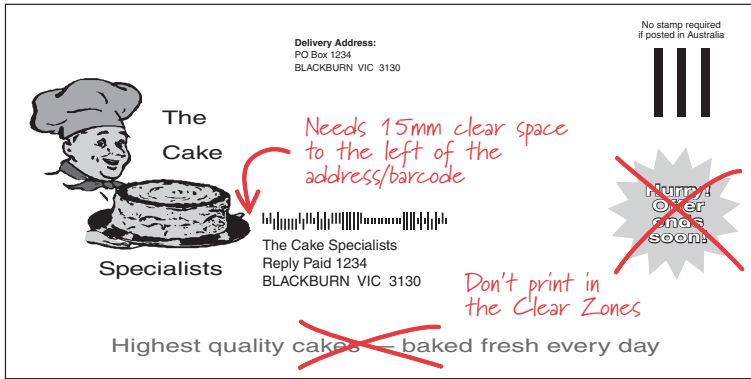 No stamp required
if posted in Australia
Delivery Address:
PO Box 1234
BLACKBURN VIC 3130
The
Cake
Specialists
Needs 15mm clear space
to the left of the
address/barcode
Hurry!
Offer
ends
soon!
The Cake Specialists
Reply Paid 1234
BLACKBURN VIC 3130
Don't print in
the Clear Zones
Highest quality cakes — baked fresh every day